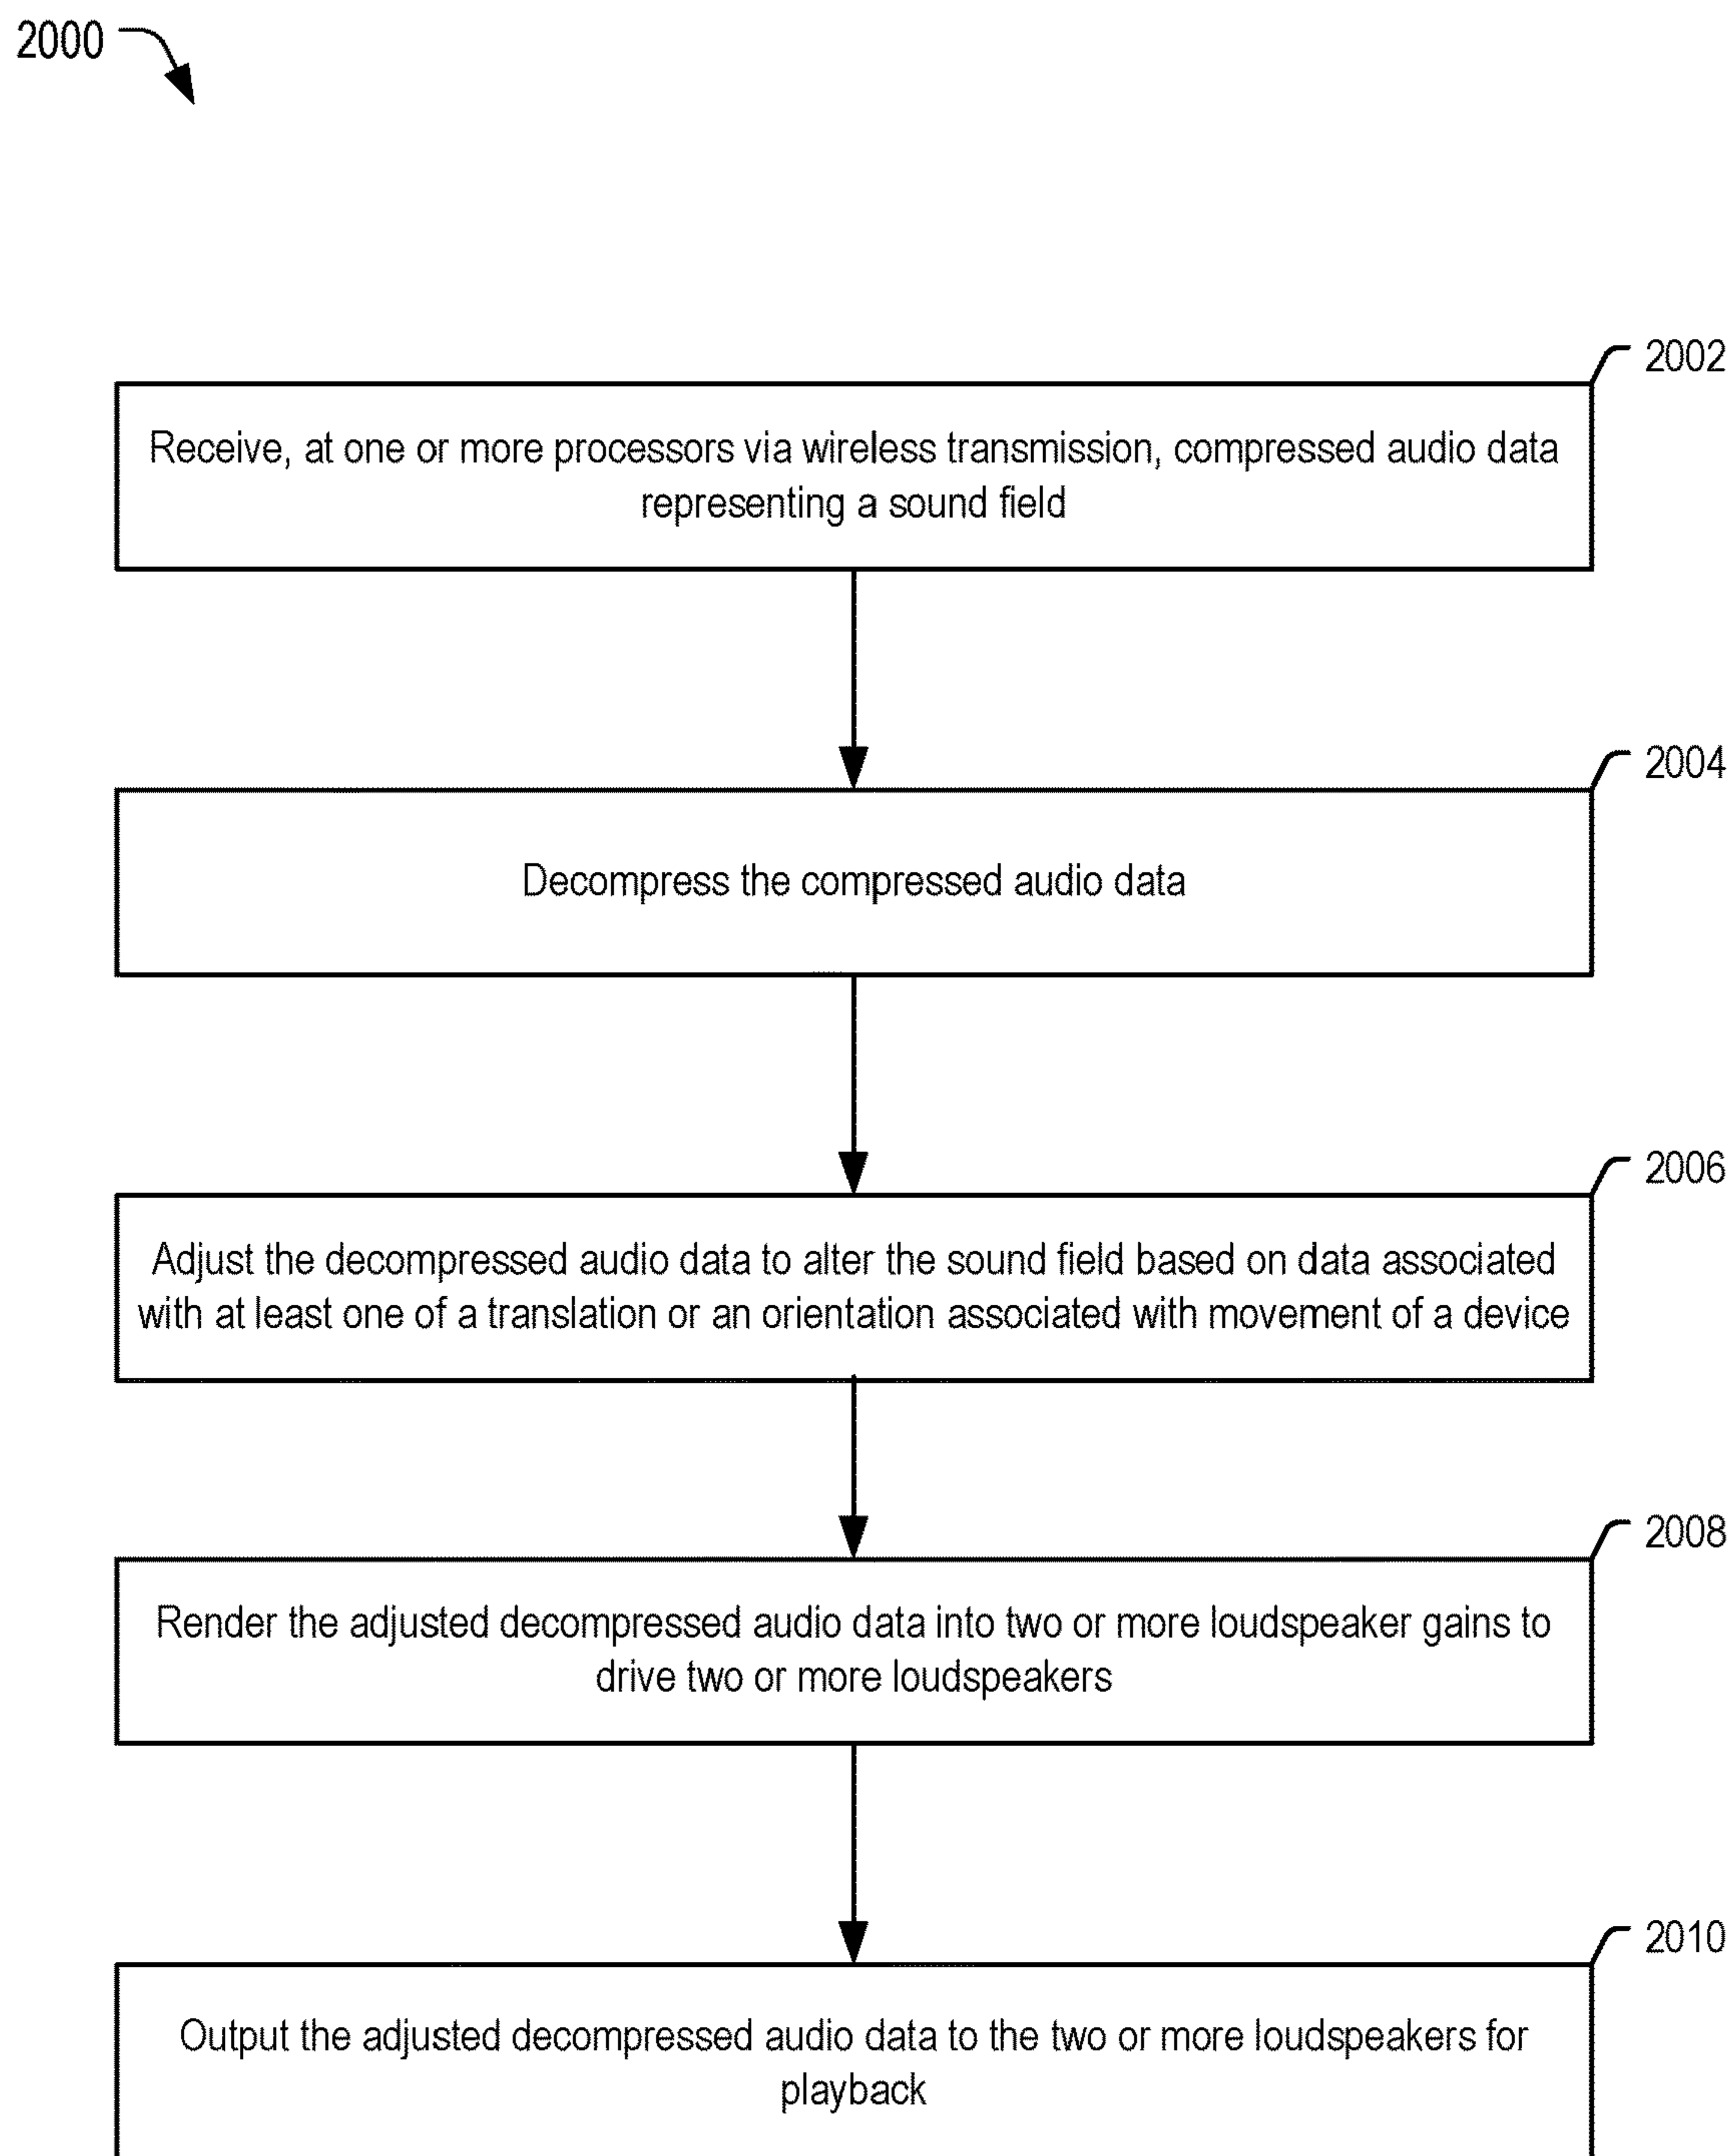 2000
2002
Receive, at one or more processors via wireless transmission, compressed audio data
representing a sound field
2004
Decompress the compressed audio data
2006
Adjust the decompressed audio data to alter the sound field based on data associated
with at least one of a translation or an orientation associated with movement of a device
2008
Render the adjusted decompressed audio data into two or more loudspeaker gains to
drive two or more loudspeakers
2010
Output the adjusted decompressed audio data to the two or more loudspeakers for
playback